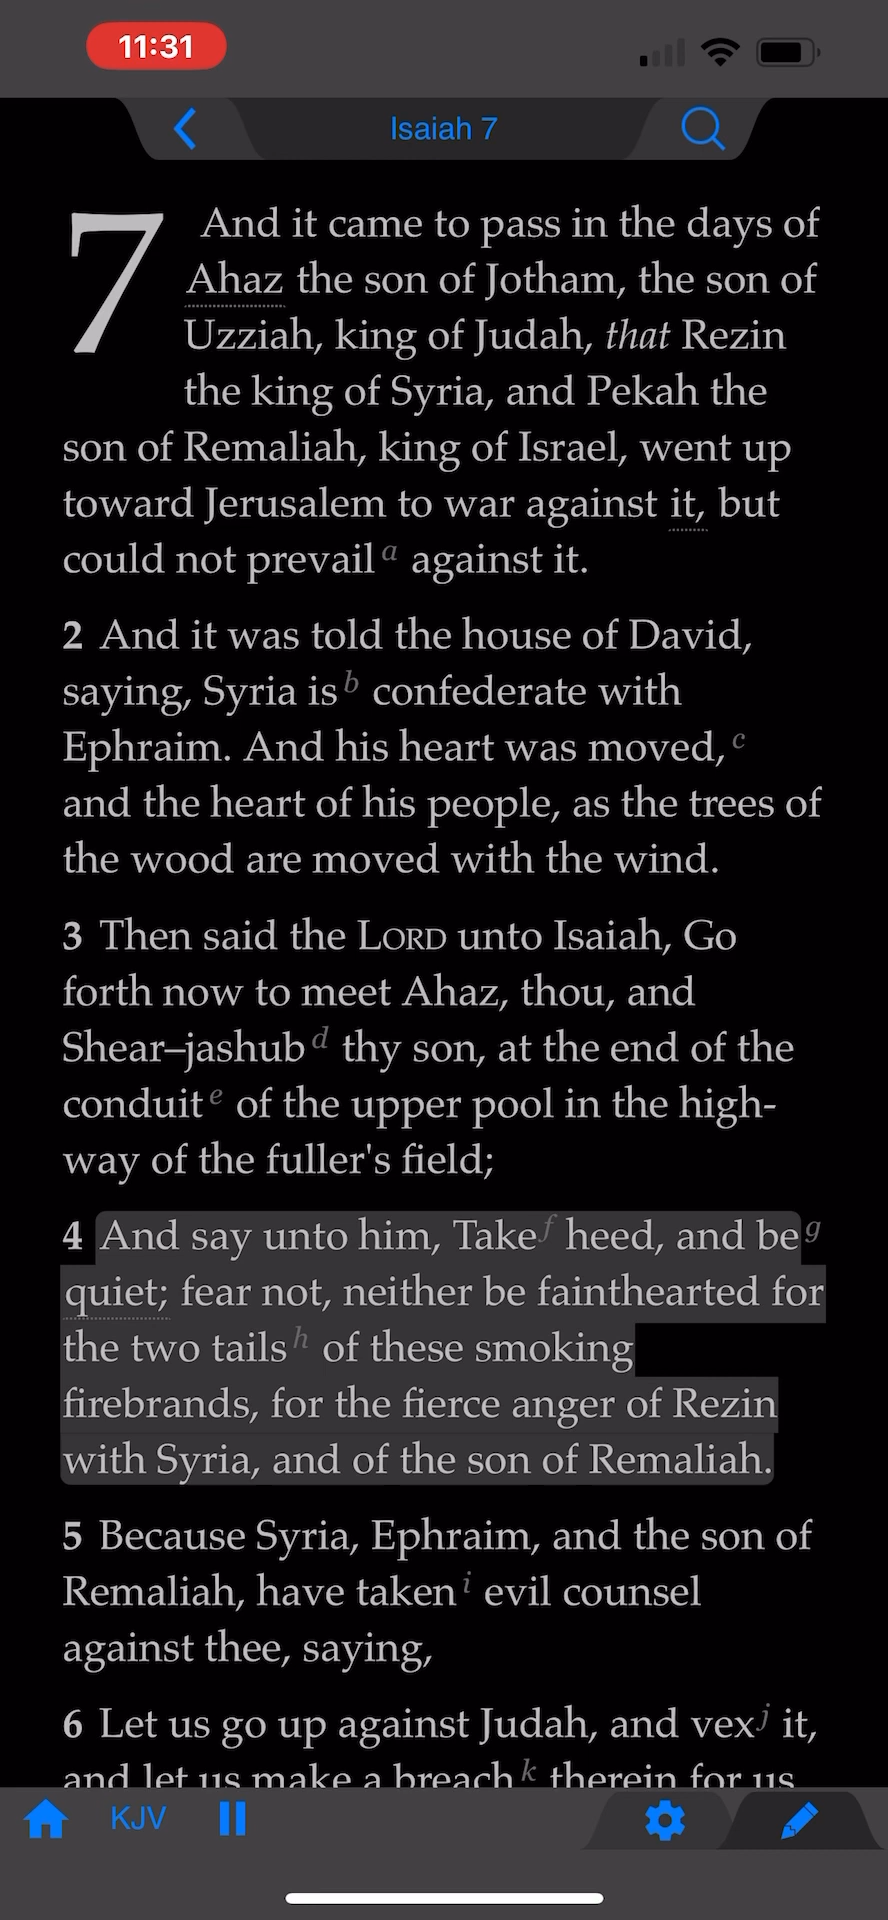 11:31
Isaiah 7
7 And it came to pass in the days of
Ahaz the son of Jotham, the son of
Uzziah, king of Judah, that Rezin
the king of Syria, and Pekah the
son of Remaliah, king of Israel, went up
toward Jerusalem to war against it, but
could not prevail a against it.
2 And it was told the house of David,
saying, Syria is b confederate with
Ephraim. And his heart was moved, c
and the heart of his people, as the trees of
the wood are moved with the wind.
3 Then said the LORD unto Isaiah, Go
forth now to meet Ahaz, thou, and
Shear–jashub d thy son, at the end of the
conduit e of the upper pool in the high-
way of the fuller's field;
4 And say unto him, Take f heed, and be g
quiet; fear not, neither be fainthearted for
the two tails h of these smoking
firebrands, for the fierce anger of Rezin
with Syria, and of the son of Remaliah.
5 Because Syria, Ephraim, and the son of
Remaliah, have taken i evil counsel
against thee, saying,
6 Let us go up against Judah, and vex j it,
and let us make a breach k therein for us
KJV